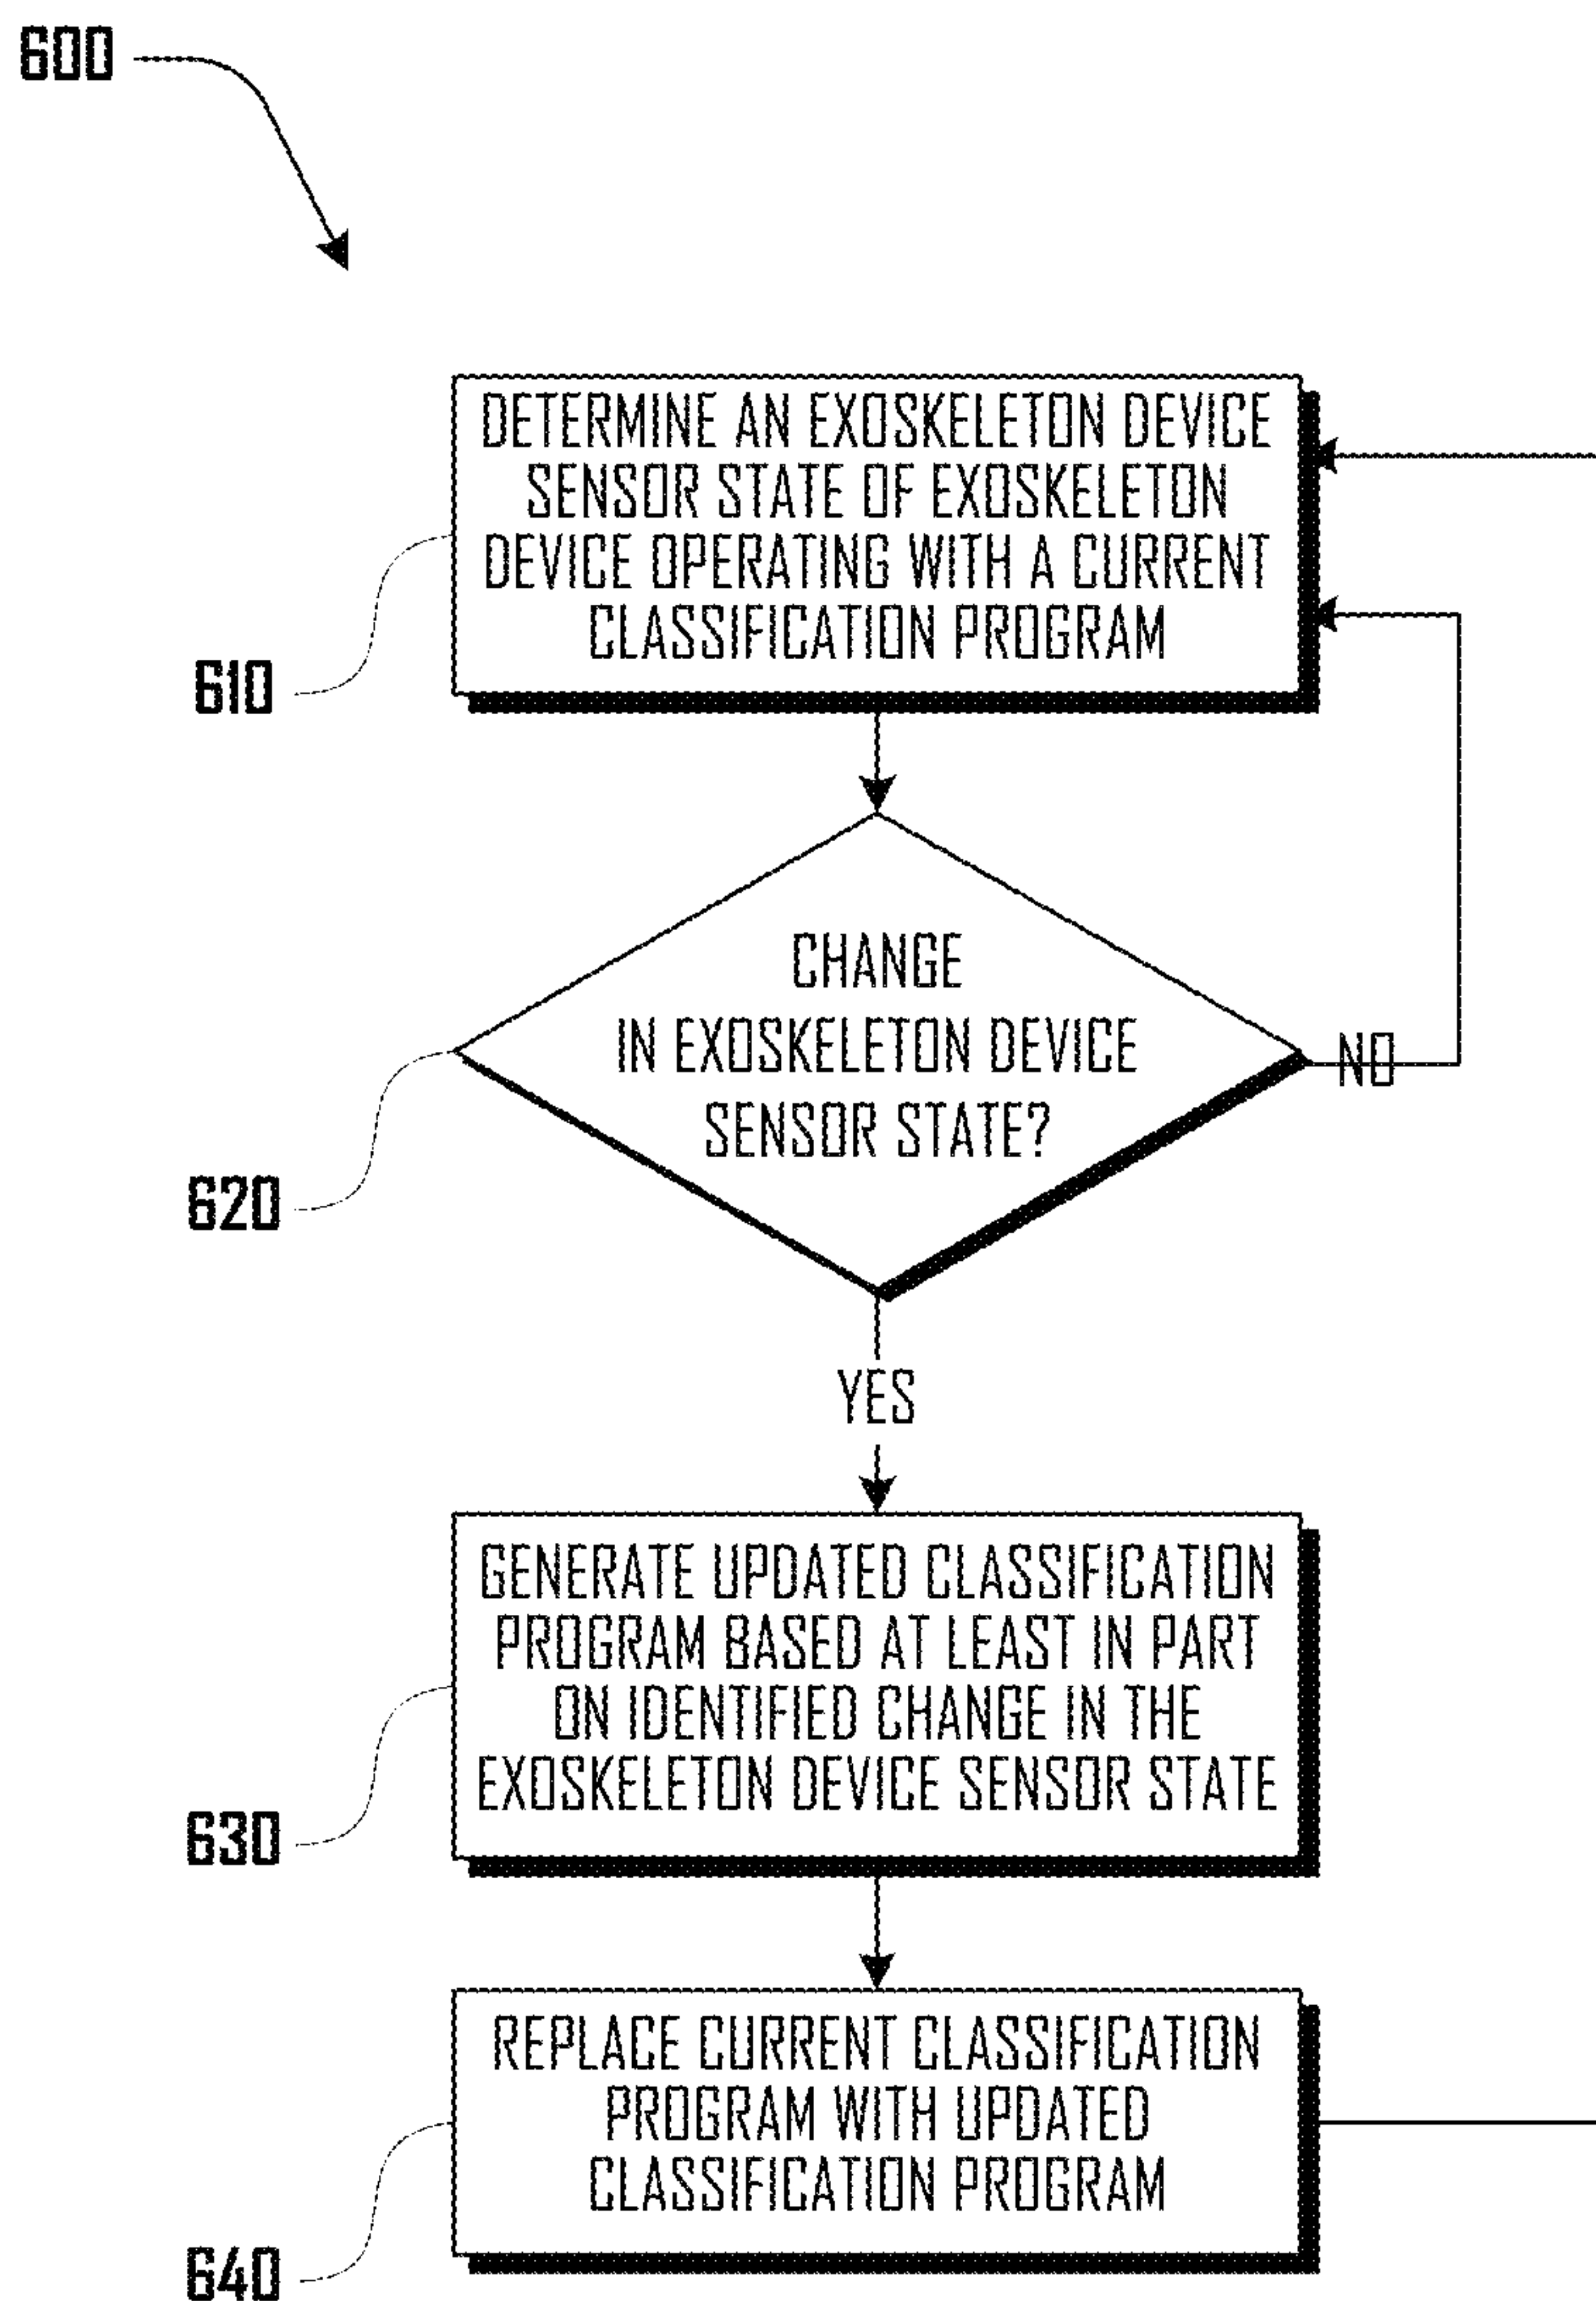 600
DETERMINE AN EXOSKELETON DEVICE
SENSOR STATE OF EXOSKELETON
DEVICE OPERATING WITH A CURRENT
CLASSIFICATION PROGRAM
610
CHANGE
IN EXOSKELETON DEVICE
SENSOR STATE?
NO
620
YES
GENERATE UPDATED CLASSIFICATION
PROGRAM BASED AT LEAST IN PART
ON IDENTIFIED CHANGE IN THE
EXOSKELETON DEVICE SENSOR STATE
630
REPLACE CURRENT CLASSIFICATION
PROGRAM WITH UPDATED
CLASSIFICATION PROGRAM
640